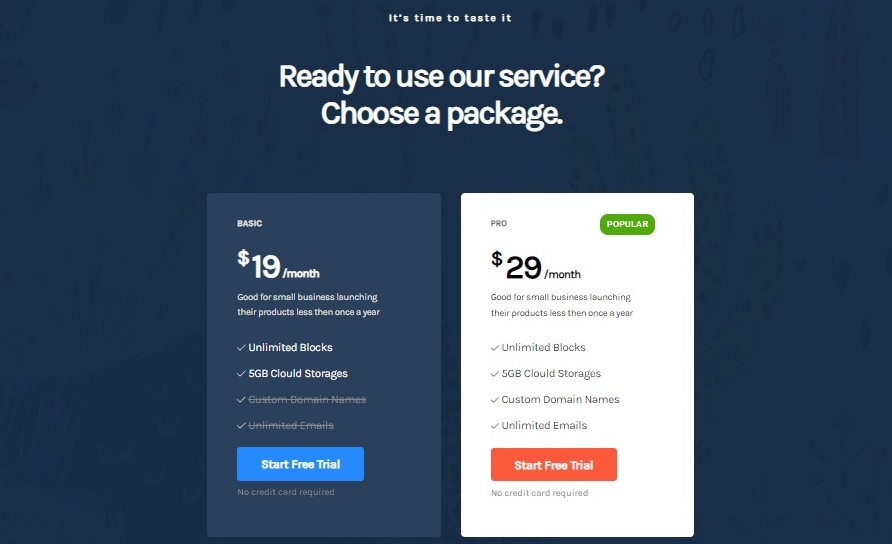 It's time to taste it
Ready to use our service?
Choose a package.
BASIC
$19/month
Good for small business launching
their products less then once a year
Unlimited Blocks
5GB Clould Storages
Custom Domain Names
Unlimited Emails
Start Free Trial
No credit card required
PRO
POPULAR
$29/month
Good for small business launching
their products less then once a year
Unlimited Blocks
5GB Clould Storages
Custom Domain Names
Unlimited Emails
Start Free Trial
No credit card required